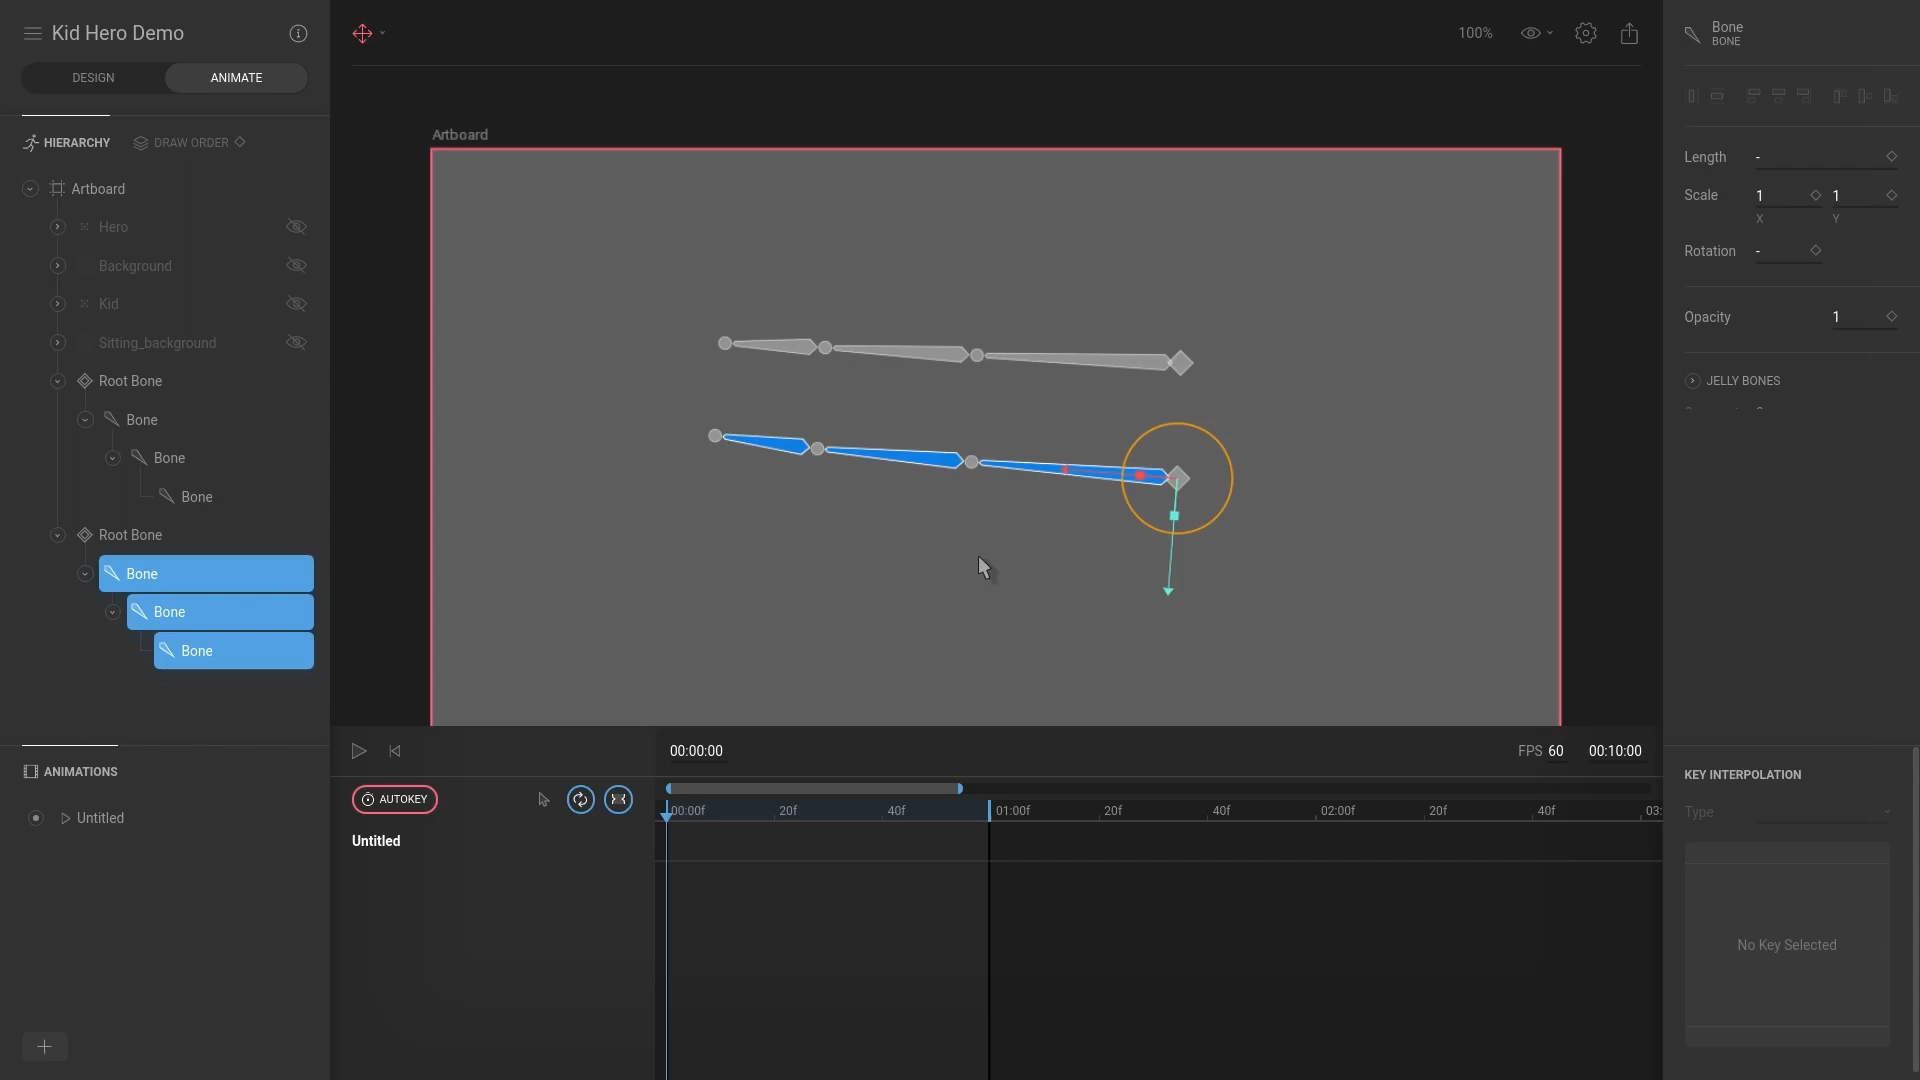 Kid Hero Demo
DESIGN
ANIMATE
HIERARCHY
DRAW ORDER
Artboard
Hero
Background
Kid
Sitting_background
Root Bone
Bone
Bone
Bone
Root Bone
Bone
Bone
Bone
ANIMATIONS
Untitled
100%
Artboard
00:00:00
FPS 60
00:10:00
AUTOKEY
00:00f
20f
40f
01:00f
20f
40f
02:00f
20f
40f
03:
Untitled
Bone
BONE
Length -
Scale 1 1
X Y
Rotation -
Opacity 1
JELLY BONES
KEY INTERPOLATION
Type
No Key Selected